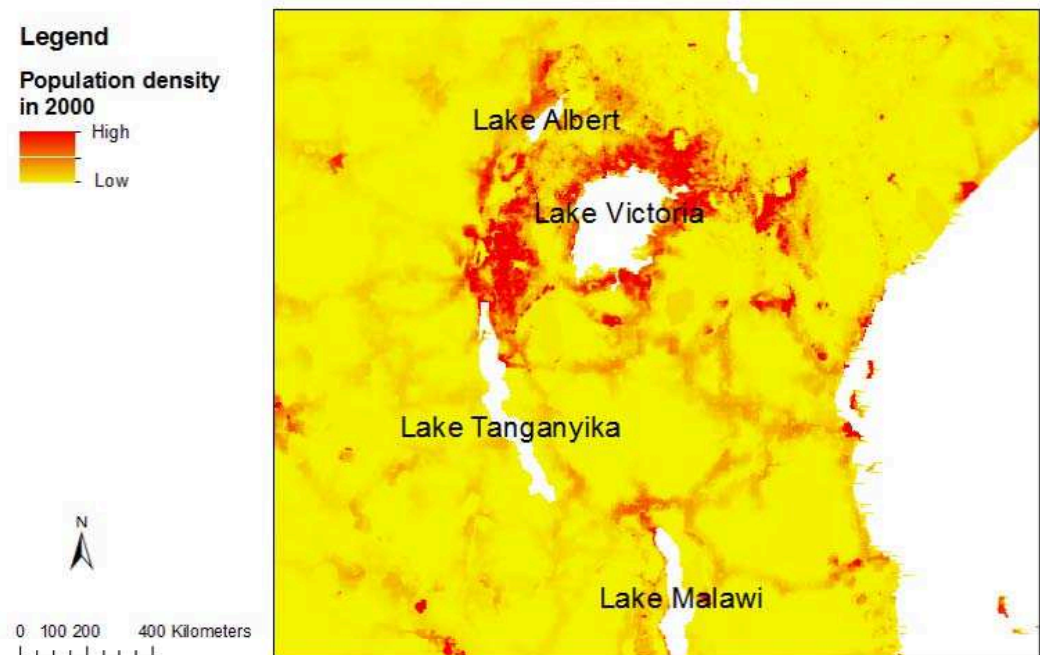 Legend
Population density
in 2000
High
Low
Lake Albert
Lake Victoria
Lake Tanganyika
Lake Malawi
N
0 100 200 400 Kilometers